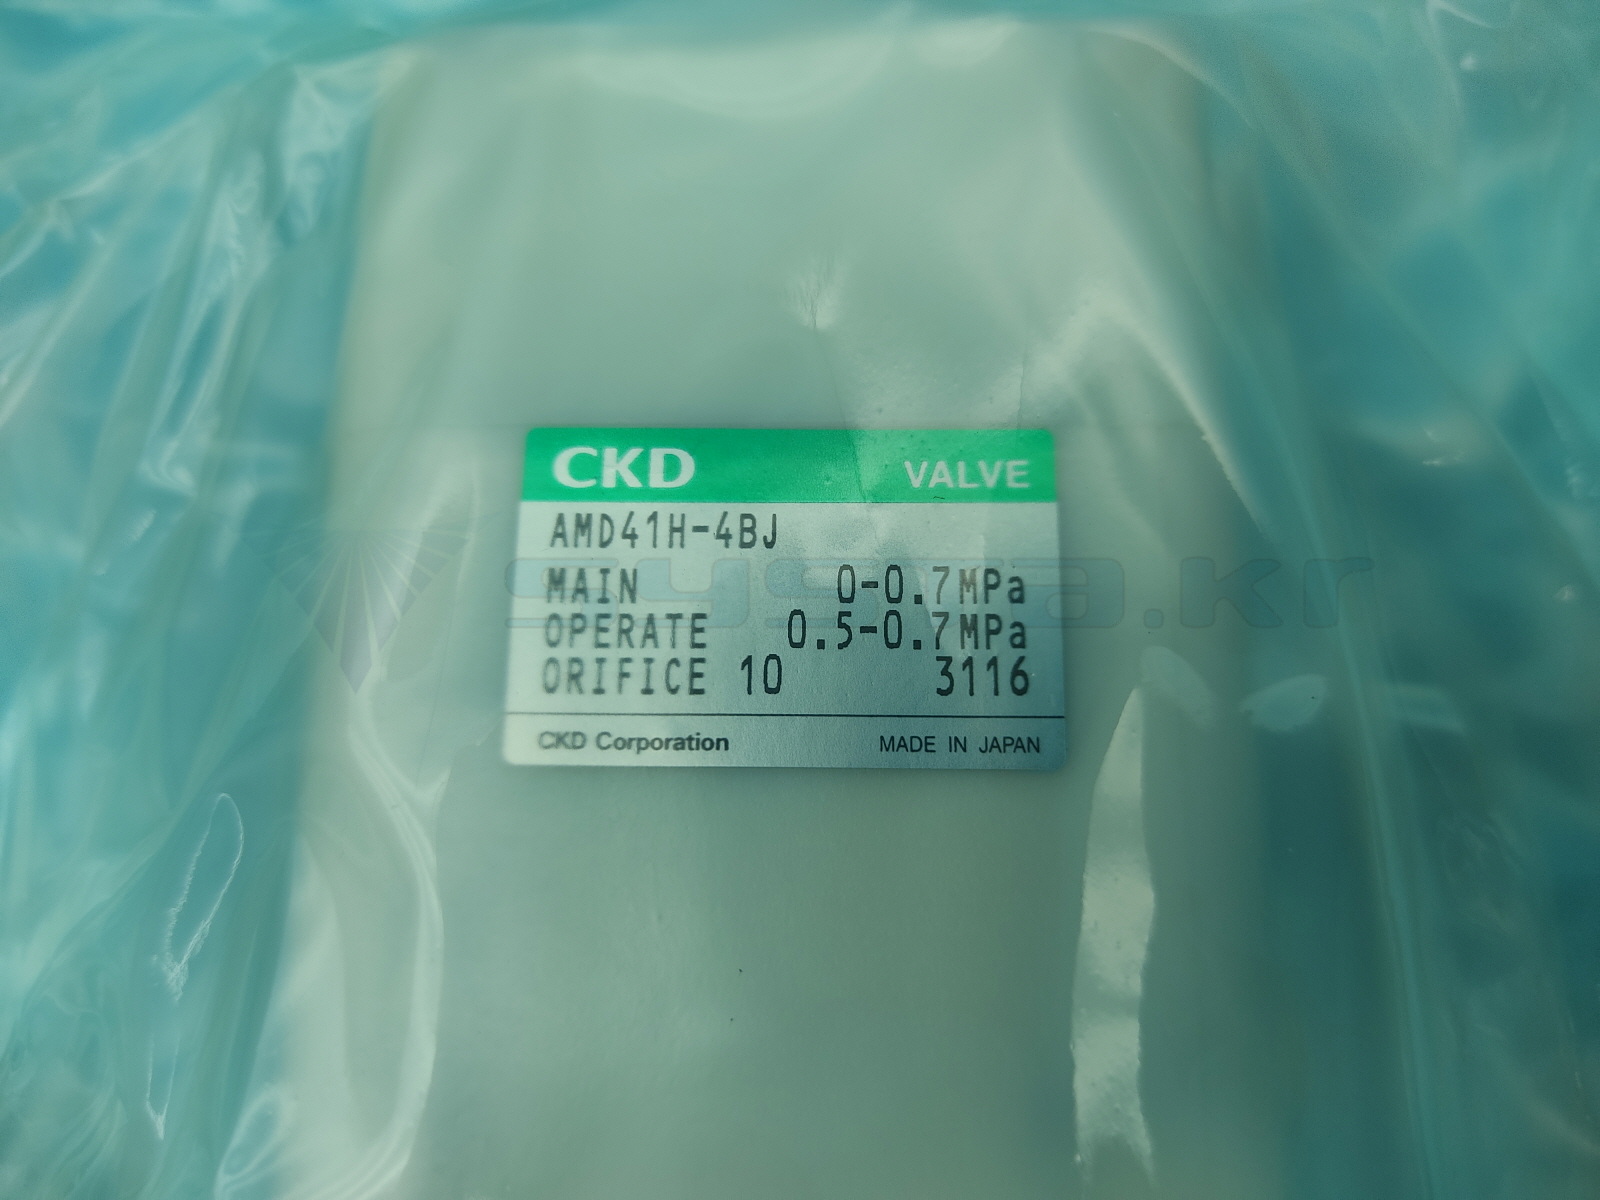 CKD VALVE
AMD41H-4BJ
MAIN 0-0.7MPa
OPERATE 0.5-0.7MPa
ORIFICE 10 3116
CKD Corporation MADE IN JAPAN